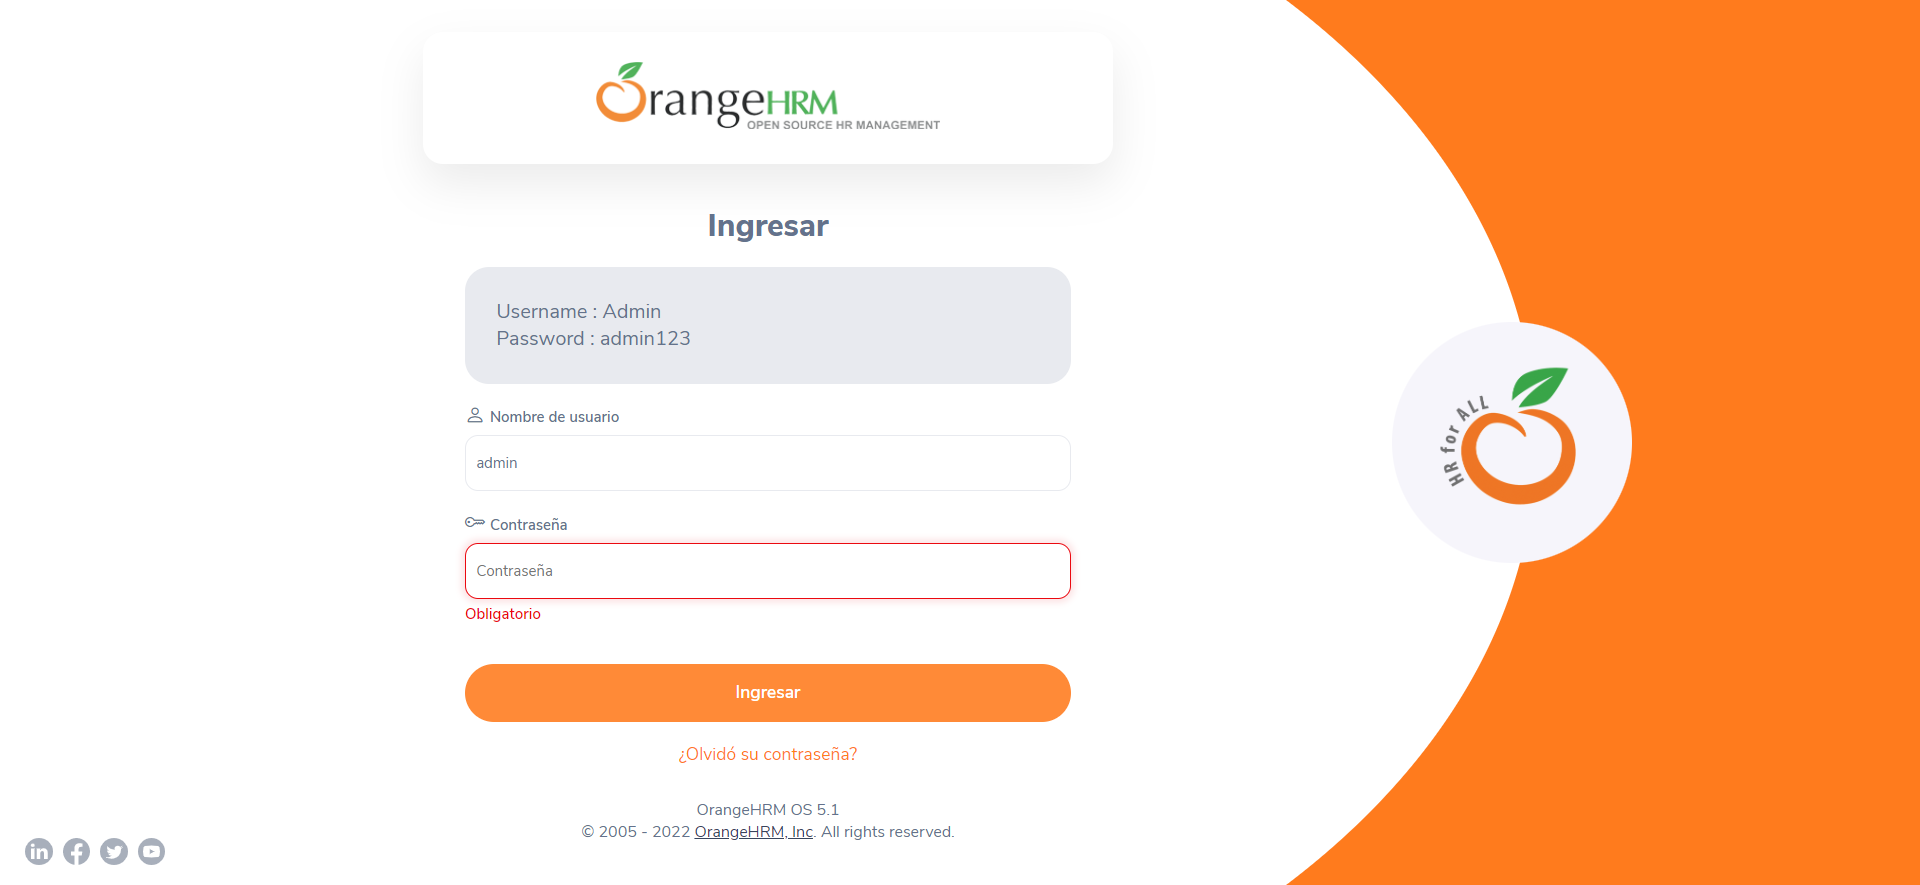 OrangeHRM
OPEN SOURCE HR MANAGEMENT
Ingresar
Username : Admin
Password : admin123
Nombre de usuario
admin
Contraseña
Contraseña
Obligatorio
Ingresar
¿Olvidó su contraseña?
OrangeHRM OS 5.1
© 2005 - 2022 OrangeHRM, Inc. All rights reserved.
HR for ALL